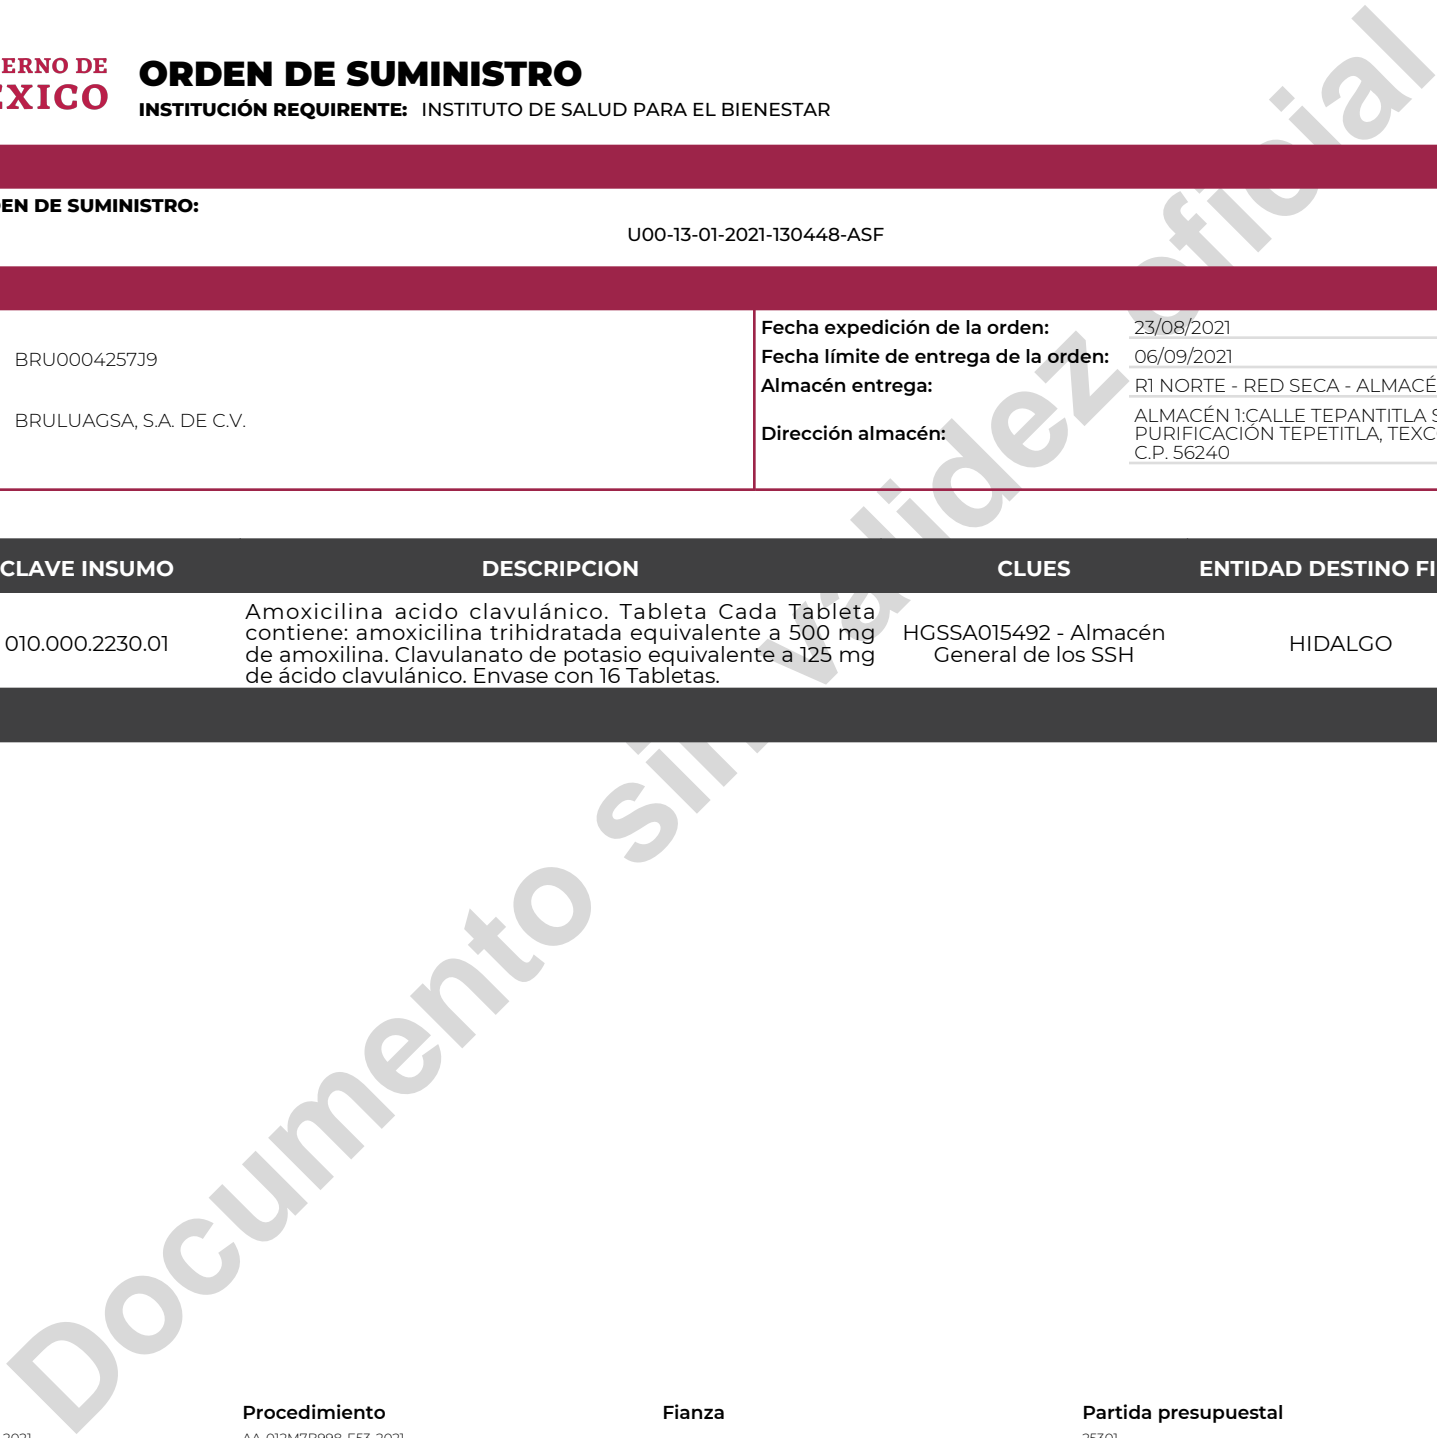 ERNO DE
ÉXICO
ORDEN DE SUMINISTRO
INSTITUCIÓN REQUIRENTE: INSTITUTO DE SALUD PARA EL BIENESTAR
EN DE SUMINISTRO:
U00-13-01-2021-130448-ASF
BRU0004257J9
BRULUAGSA, S.A. DE C.V.
Fecha expedición de la orden: 23/08/2021
Fecha límite de entrega de la orden: 06/09/2021
Almacén entrega: R1 NORTE - RED SECA - ALMACÉ
Dirección almacén:
ALMACÉN 1:CALLE TEPANTITLA S
PURIFICACIÓN TEPETITLA, TEXC
C.P. 56240
CLAVE INSUMO DESCRIPCION CLUES ENTIDAD DESTINO FI
010.000.2230.01
Amoxicilina acido clavulánico. Tableta Cada Tableta
contiene: amoxicilina trihidratada equivalente a 500 mg
de amoxilina. Clavulanato de potasio equivalente a 125 mg
de ácido clavulánico. Envase con 16 Tabletas.
HGSSA015492 - Almacén
General de los SSH
HIDALGO
Documento sin validez oficial
Procedimiento Fianza Partida presupuestal